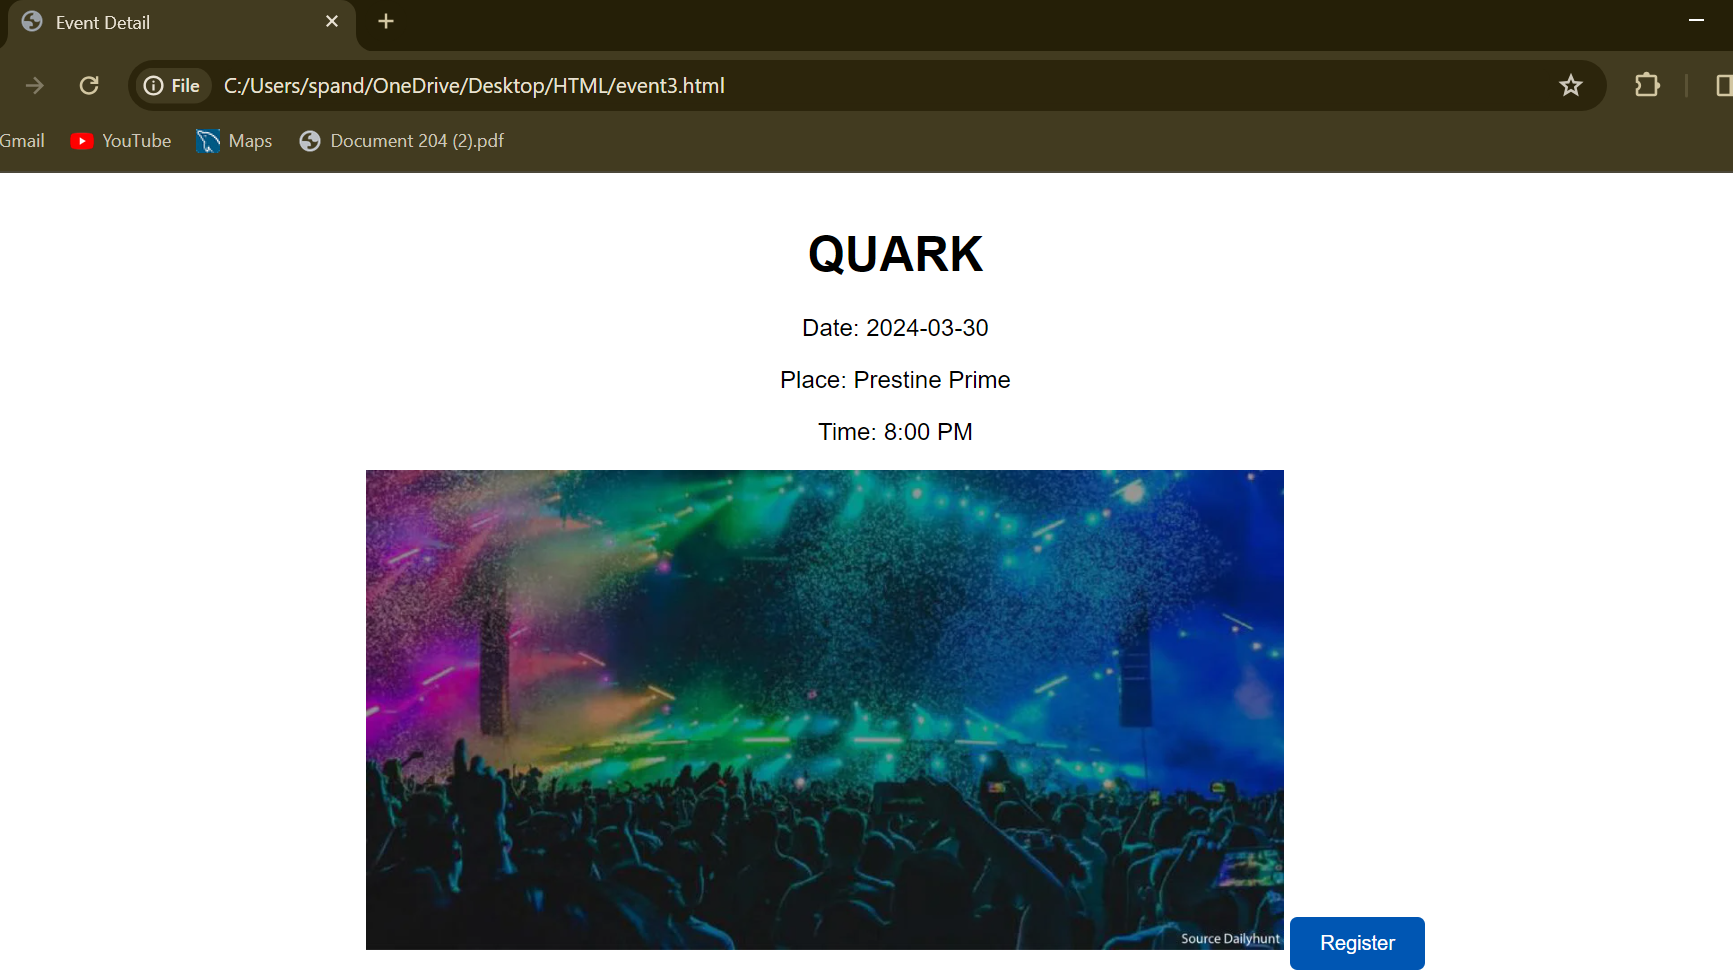 Event Detail
File C:/Users/spand/OneDrive/Desktop/HTML/event3.html
Gmail YouTube Maps Document 204 (2).pdf
QUARK
Date: 2024-03-30
Place: Prestine Prime
Time: 8:00 PM
Source Dailyhunt
Register